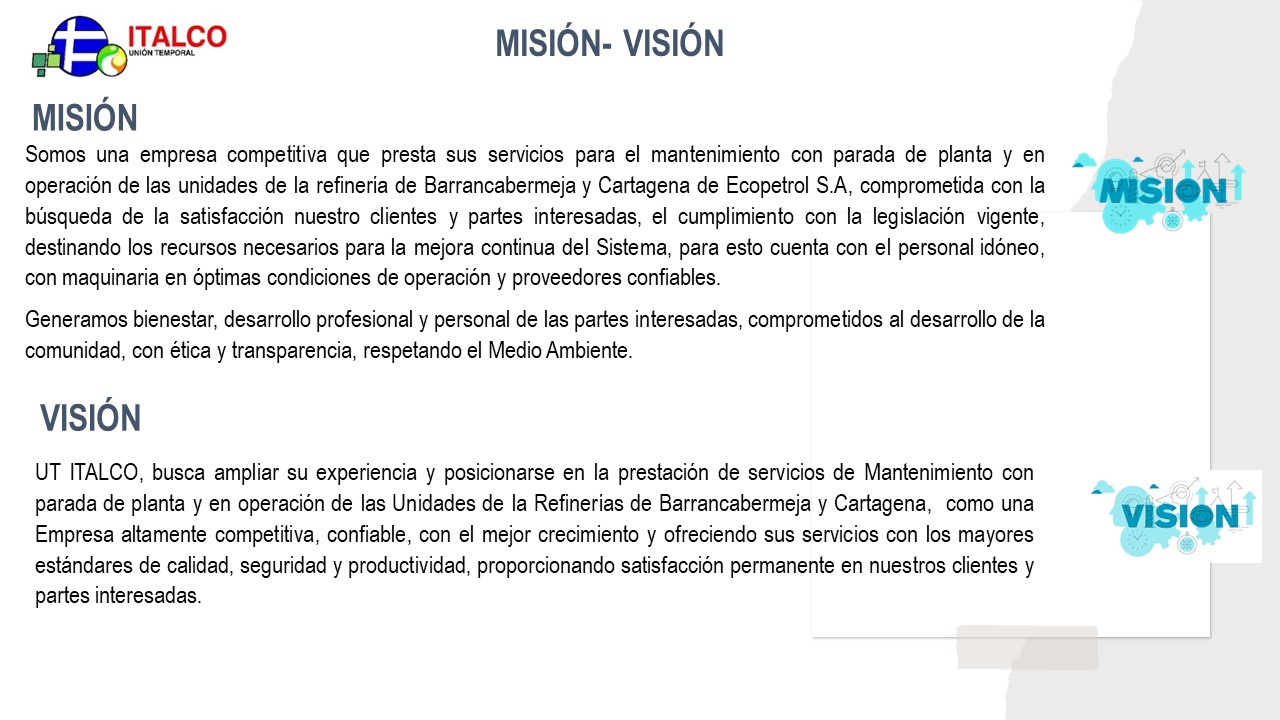 ITALCO
UNIÓN TEMPORAL
MISIÓN- VISIÓN
MISIÓN
Somos una empresa competitiva que presta sus servicios para el mantenimiento con parada de planta y en
operación de las unidades de la refinería de Barrancabermeja y Cartagena de Ecopetrol S.A, comprometida con la
búsqueda de la satisfacción nuestro clientes y partes interesadas, el cumplimiento con la legislación vigente,
destinando los recursos necesarios para la mejora continua del Sistema, para esto cuenta con el personal idóneo,
con maquinaria en óptimas condiciones de operación y proveedores confiables.
Generamos bienestar, desarrollo profesional y personal de las partes interesadas, comprometidos al desarrollo de la
comunidad, con ética y transparencia, respetando el Medio Ambiente.
MISION
VISIÓN
UT ITALCO, busca ampliar su experiencia y posicionarse en la prestación de servicios de Mantenimiento con
parada de planta y en operación de las Unidades de la Refinerías de Barrancabermeja y Cartagena, como una
Empresa altamente competitiva, confiable, con el mejor crecimiento y ofreciendo sus servicios con los mayores
estándares de calidad, seguridad y productividad, proporcionando satisfacción permanente en nuestros clientes y
partes interesadas.
VISION